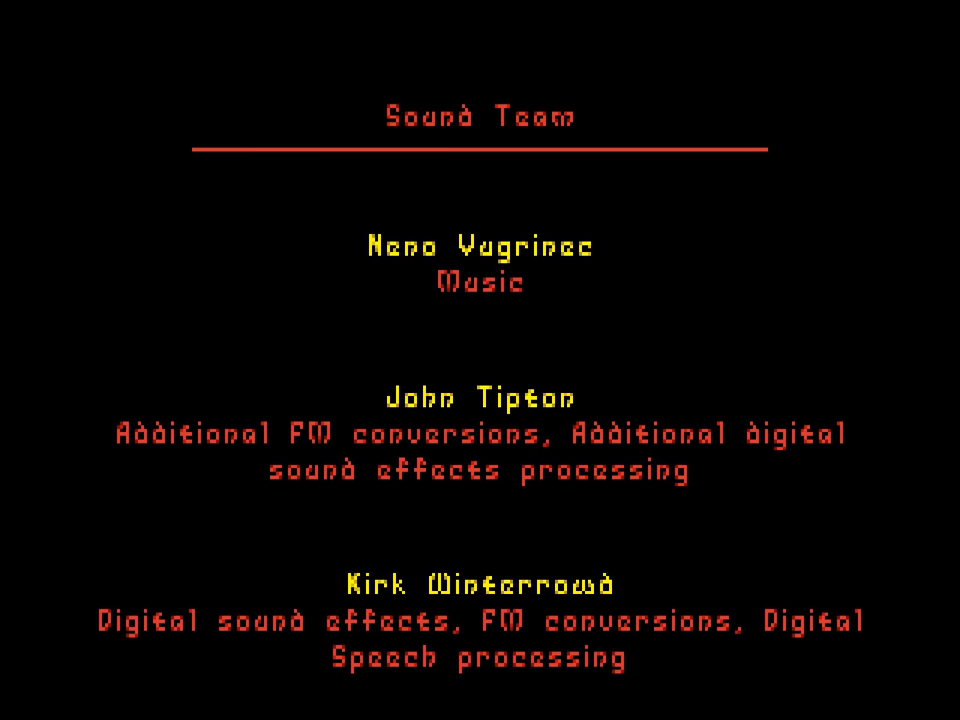 Sound Team
Neno Vugrinec
Music
John Tipton
Additional FM conversions, Additional digital
sound effects processing
Kirk Winterrowd
Digital sound effects, FM conversions, Digital
Speech processing